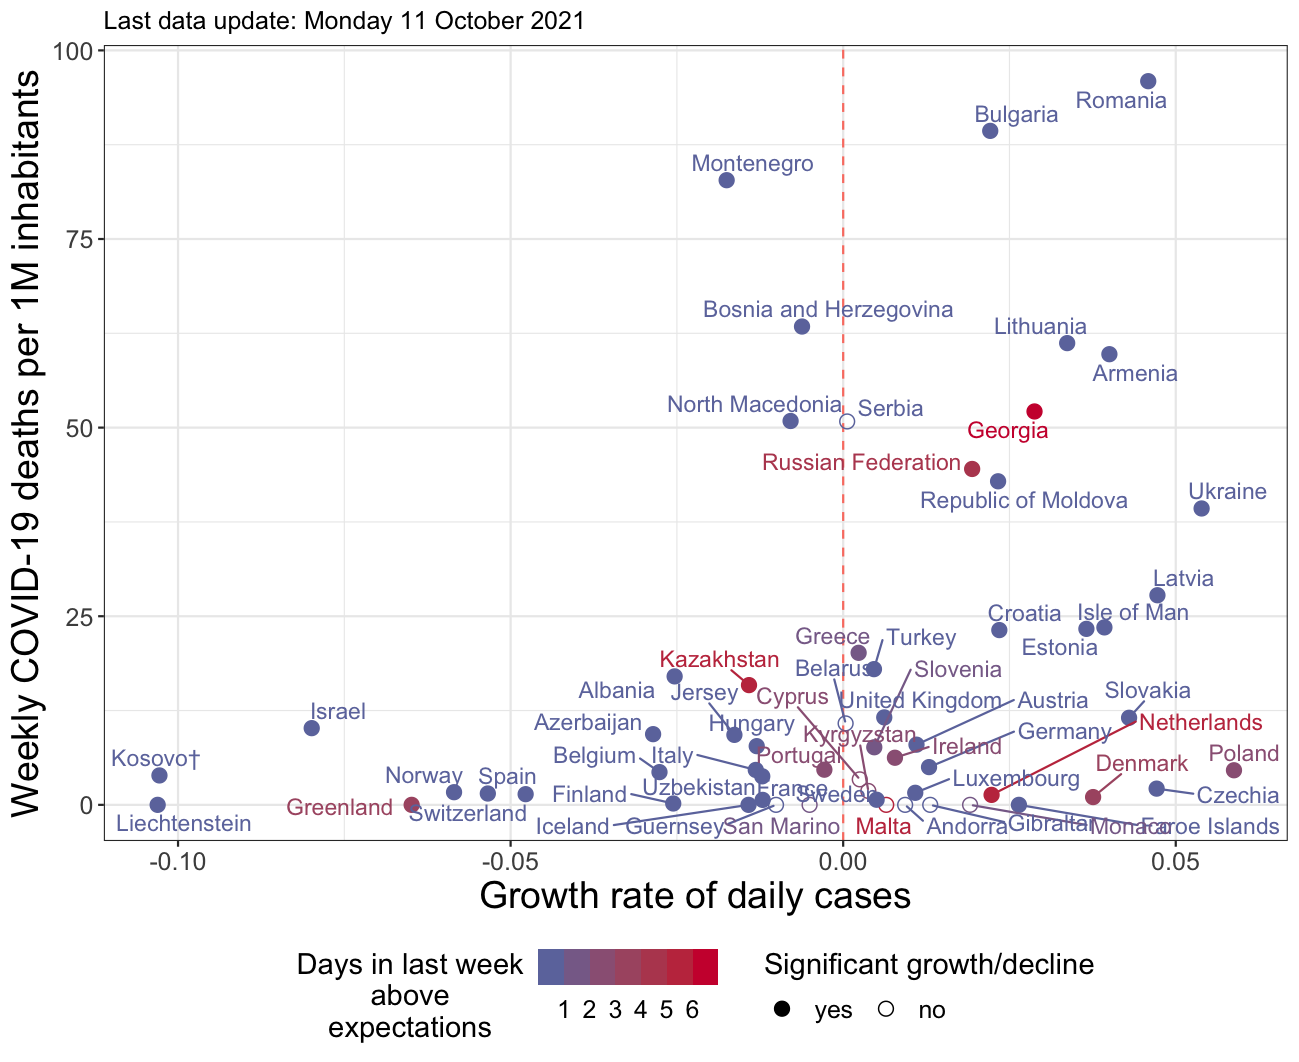 Last data update: Monday 11 October 2021
Weekly COVID-19 deaths per 1M inhabitants
100
75
50
25
0
Romania
Bulgaria
Montenegro
Bosnia and Herzegovina
Lithuania
Armenia
North Macedonia
Serbia
Georgia
Russian Federation
Republic of Moldova
Ukraine
Latvia
Croatia
Isle of Man
Estonia
Greece
Turkey
Kazakhstan
Belarus
Slovenia
Albania
Jersey
Cyprus
United Kingdom
Austria
Slovakia
Israel
Azerbaijan
Hungary
Kyrgyzstan
Germany
Netherlands
Kosovo†
Belgium
Italy
Portugal
Ireland
Poland
Norway
Spain
Uzbekistan
France
Luxembourg
Denmark
Finland
Sweden
Czechia
Greenland
Switzerland
Liechtenstein
Iceland
Guernsey
San Marino
Malta
Andorra
Gibraltar
Monaco
Faroe Islands
-0.10
-0.05
0.00
0.05
Growth rate of daily cases
Days in last week
above
expectations
1 2 3 4 5 6
Significant growth/decline
yes
no